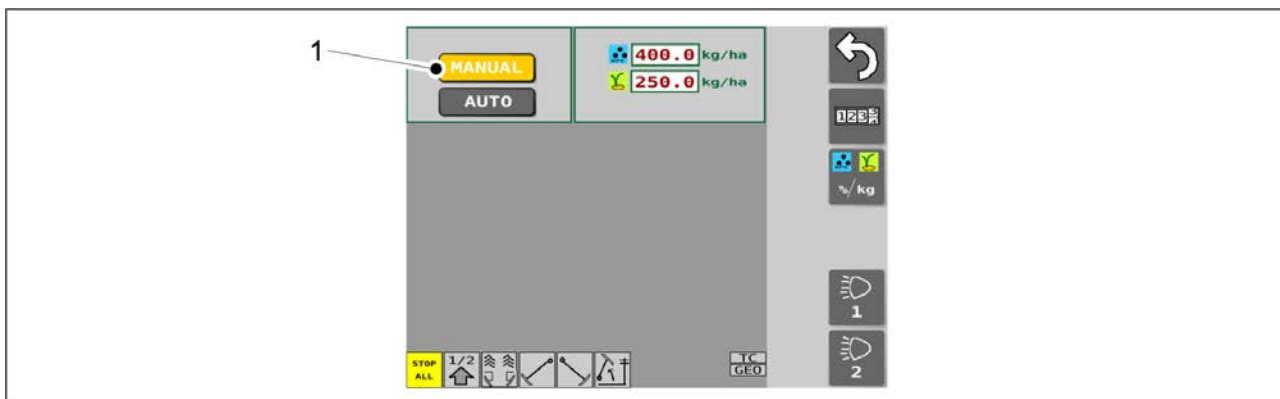 1
MANUAL
AUTO
400.0 kg/ha
250.0 kg/ha
%/kg
1
2
STOP
ALL
1/2
TC
GEO